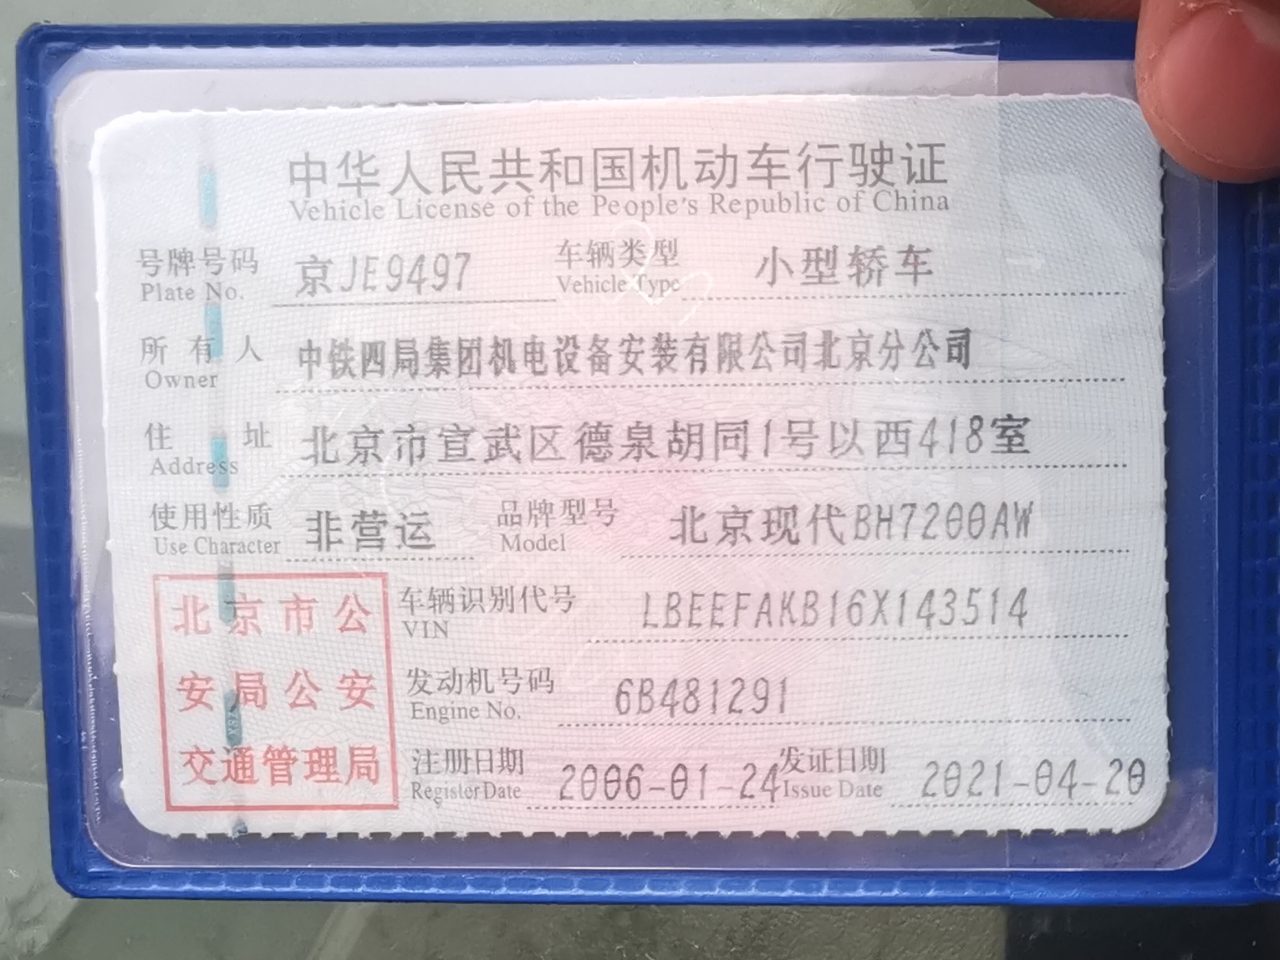 中华人民共和国机动车行驶证
Vehicle License of the People's Republic of China
号牌号码 京JE9497 车辆类型 小型轿车
Plate No. Vehicle Type
所有人 中铁四局集团机电设备安装有限公司北京分公司
Owner
住址 北京市宣武区德泉胡同1号以西418室
Address
使用性质 非营运 品牌型号 北京现代BH7200AW
Use Character Model
北京市公 车辆识别代号 LBEEFAKB16X143514
VIN
安局公安 发动机号码 6B481291
Engine No.
交通管理局 注册日期 2006-01-24 发证日期 2021-04-20
Register Date Issue Date